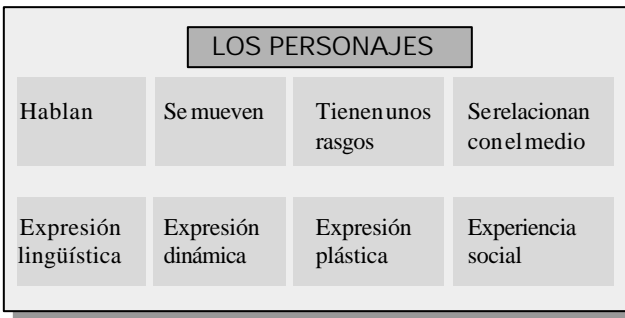 LOS PERSONAJES
Hablan
Se mueven
Tienen unos
rasgos
Se relacionan
con el medio
Expresión
lingüística
Expresión
dinámica
Expresión
plástica
Experiencia
social